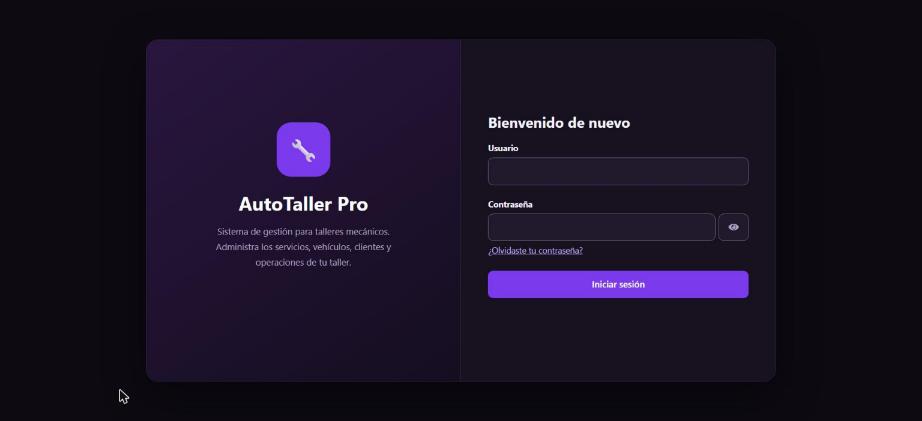 AutoTaller Pro
Sistema de gestión para talleres mecánicos.
Administra los servicios, vehículos, clientes y
operaciones de tu taller.
Bienvenido de nuevo
Usuario
Contraseña
¿Olvidaste tu contraseña?
Iniciar sesión